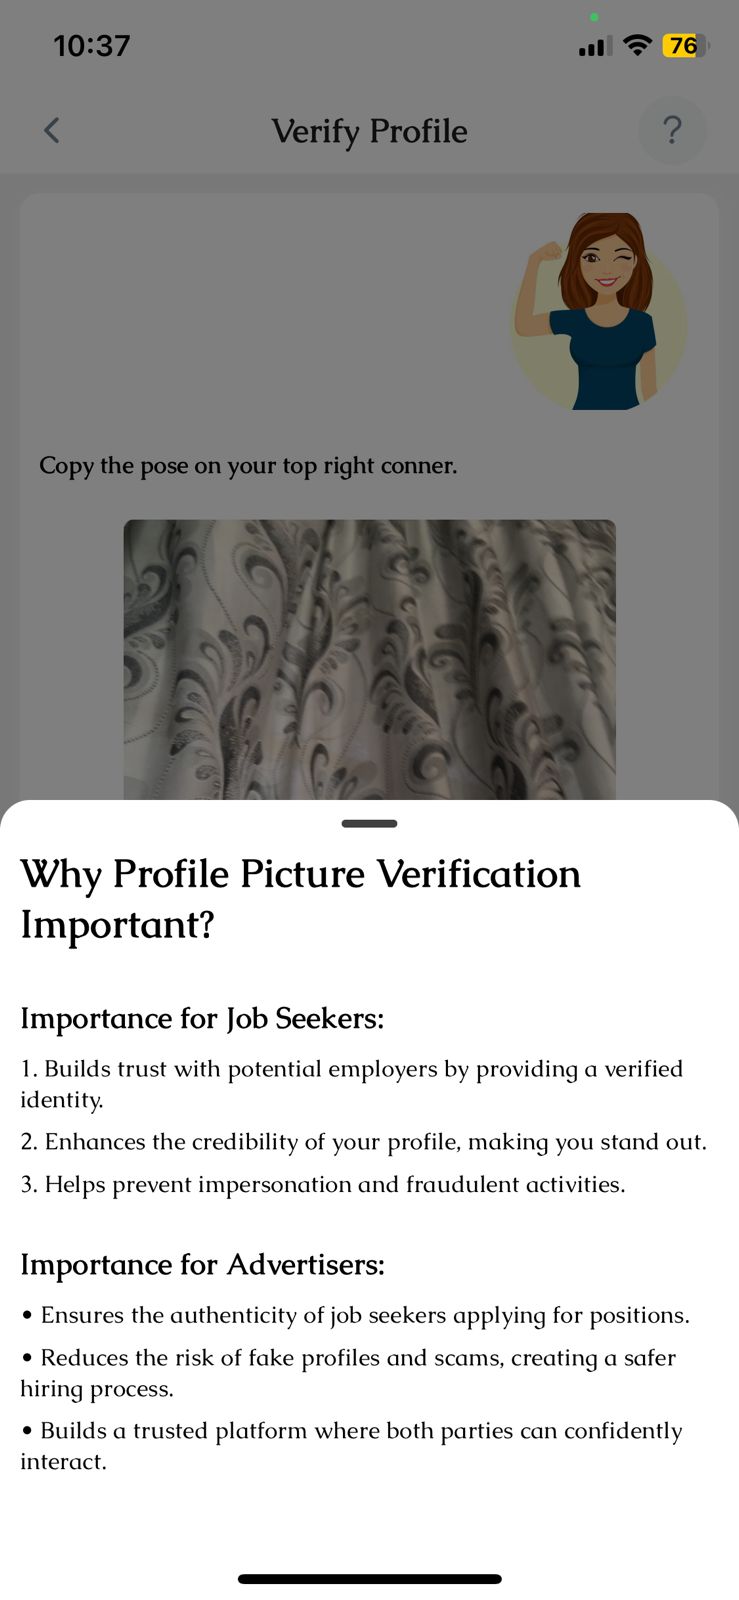 10:37
76
Verify Profile
?
Copy the pose on your top right conner.
Why Profile Picture Verification
Important?
Importance for Job Seekers:
1. Builds trust with potential employers by providing a verified
identity.
2. Enhances the credibility of your profile, making you stand out.
3. Helps prevent impersonation and fraudulent activities.
Importance for Advertisers:
• Ensures the authenticity of job seekers applying for positions.
• Reduces the risk of fake profiles and scams, creating a safer
hiring process.
• Builds a trusted platform where both parties can confidently
interact.